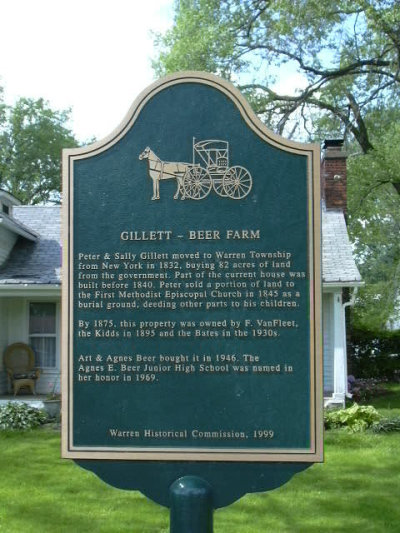 GILLETT - BEER FARM
Peter & Sally Gillett moved to Warren Township
from New York in 1832, buying 82 acres of land
from the government. Part of the current house was
built before 1840. Peter sold a portion of land to
the First Methodist Episcopal Church in 1845 as a
burial ground, deeding other parts to his children.
By 1875, this property was owned by F. VanFleet,
the Kidds in 1895 and the Bates in the 1930s.
Art & Agnes Beer bought it in 1946. The
Agnes E. Beer Junior High School was named in
her honor in 1969.
Warren Historical Commission, 1999